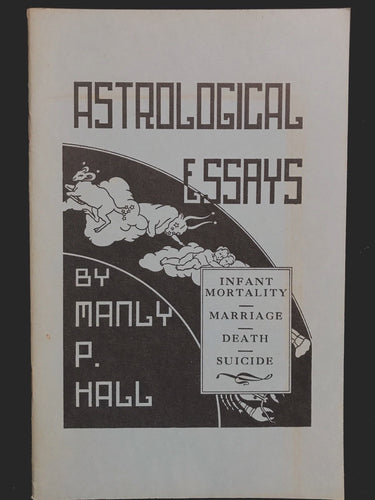 ASTROLOGICAL
ESSAYS
BY
MANLY
P.
HALL
INFANT
MORTALITY
MARRIAGE
DEATH
SUICIDE